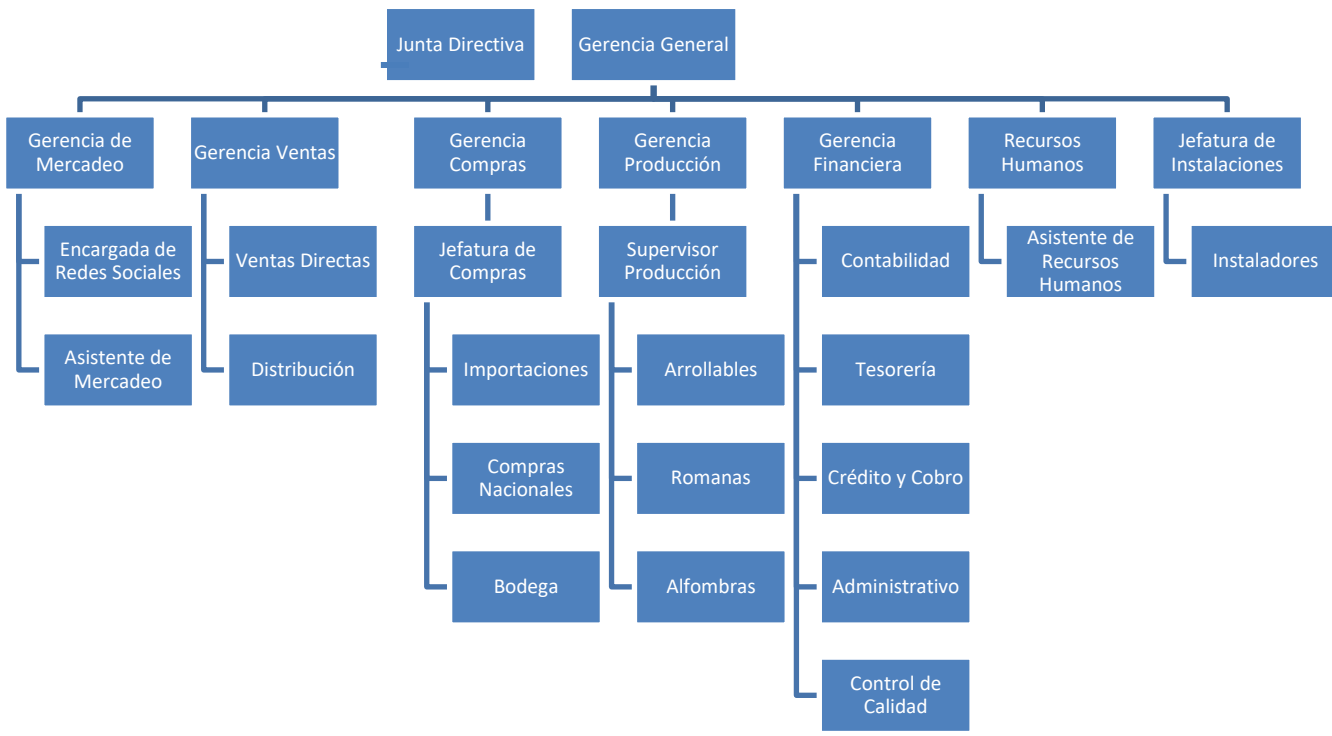 Junta Directiva
Gerencia General
Gerencia de
Mercadeo
Gerencia Ventas
Gerencia
Compras
Gerencia
Producción
Gerencia
Financiera
Recursos
Humanos
Jefatura de
Instalaciones
Encargada de
Redes Sociales
Ventas Directas
Jefatura de
Compras
Supervisor
Producción
Contabilidad
Asistente de
Recursos
Humanos
Instaladores
Asistente de
Mercadeo
Distribución
Importaciones
Arrollables
Tesorería
Compras
Nacionales
Romanas
Crédito y Cobro
Bodega
Alfombras
Administrativo
Control de
Calidad